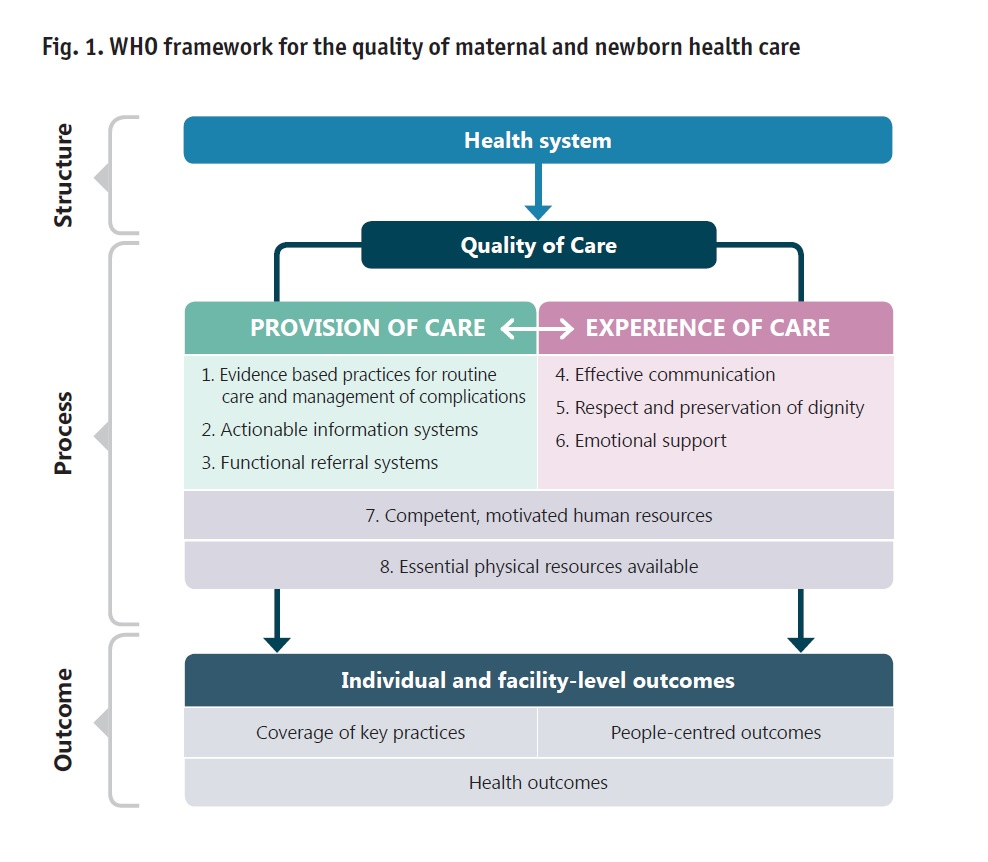 Fig. 1. WHO framework for the quality of maternal and newborn health care
Structure
Health system
Process
Quality of Care
PROVISION OF CARE
EXPERIENCE OF CARE
1. Evidence based practices for routine
care and management of complications
2. Actionable information systems
3. Functional referral systems
4. Effective communication
5. Respect and preservation of dignity
6. Emotional support
7. Competent, motivated human resources
8. Essential physical resources available
Outcome
Individual and facility-level outcomes
Coverage of key practices
People-centred outcomes
Health outcomes